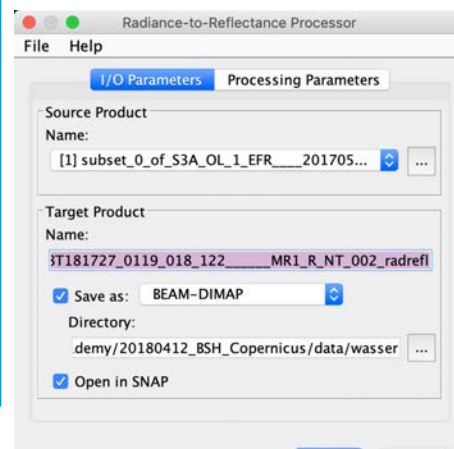 Radiance-to-Reflectance Processor
File Help
I/O Parameters Processing Parameters
Source Product
Name:
[1] subset_0_of_S3A_OL_1_EFR____201705... ...
Target Product
Name:
3T181727_0119_018_122______MR1_R_NT_002_radrefl
Save as: BEAM-DIMAP
Directory:
.demy/20180412_BSH_Copernicus/data/wasser ...
Open in SNAP